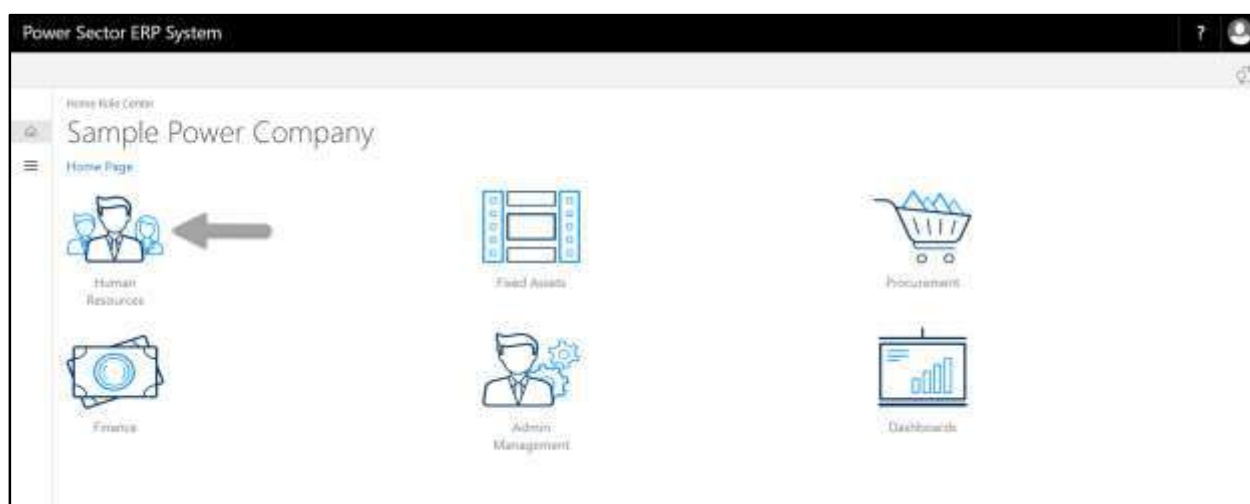 Power Sector ERP System
?
Home Role Center
Sample Power Company
Home Page
Human
Resources
Fixed Assets
Procurement
Finance
Admin
Management
Dashboards